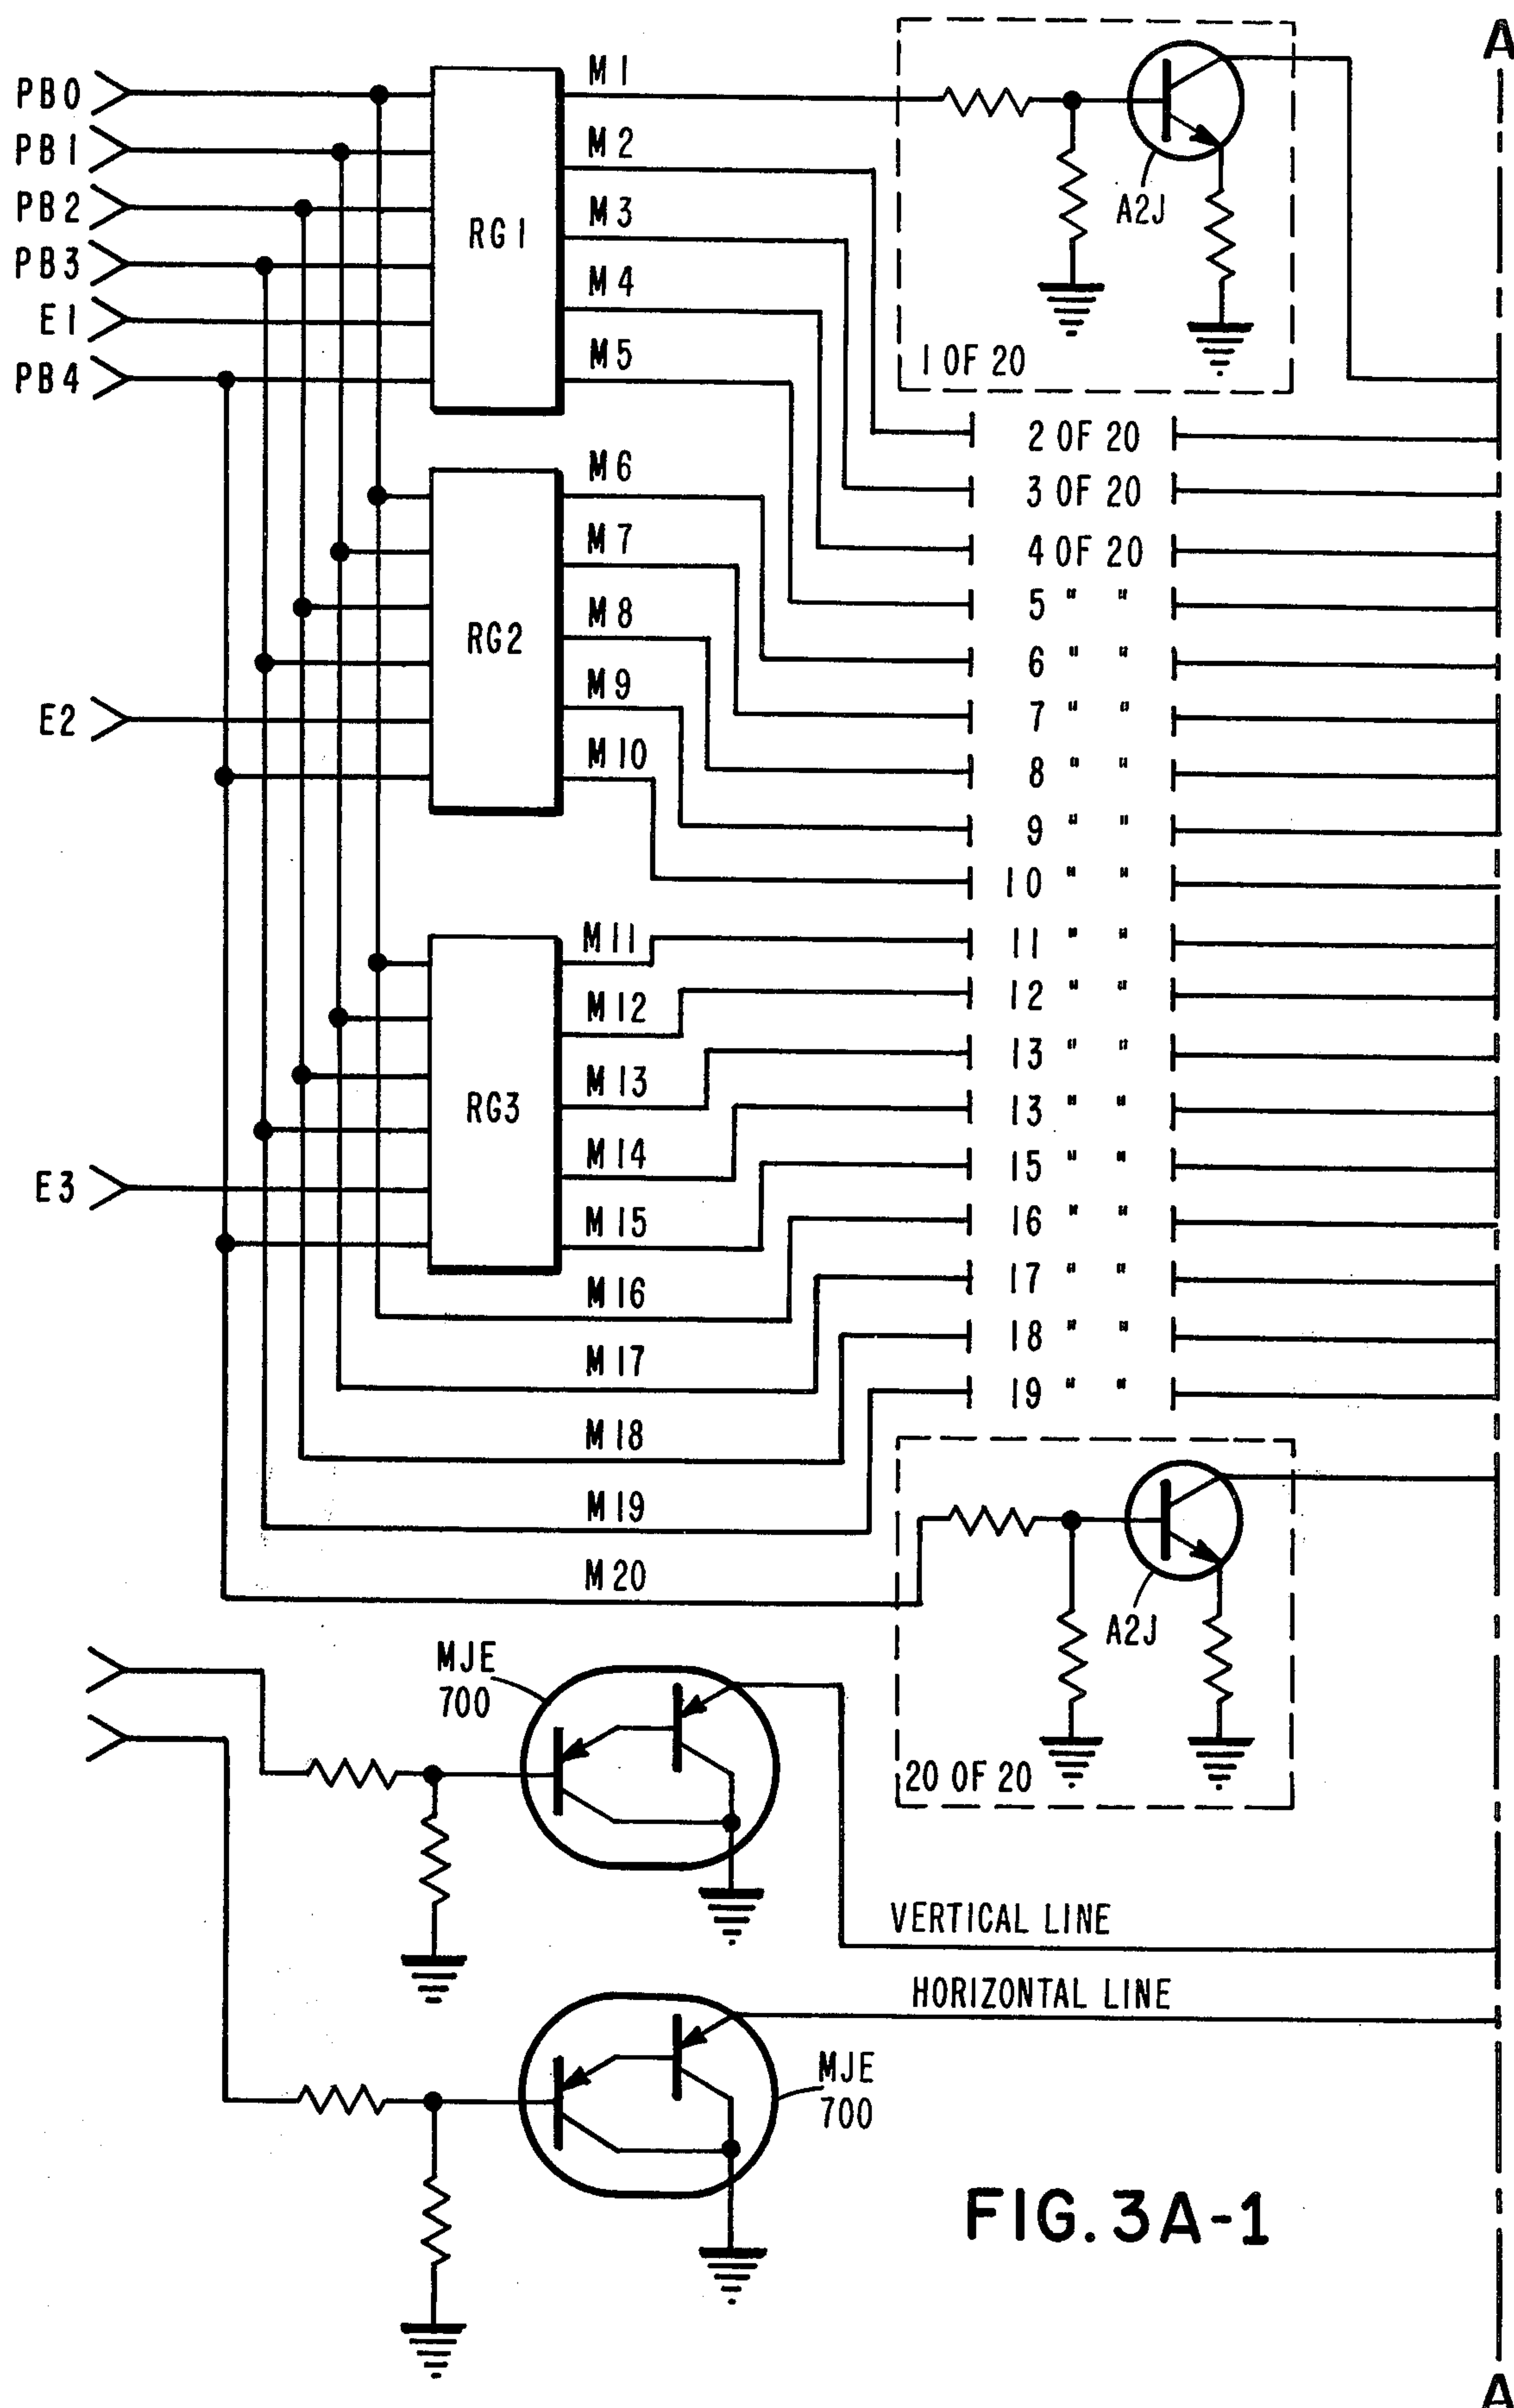 A
PB0
PB1
PB2
PB3
E1
PB4
RG1
M1
M2
M3
M4
M5
A2J
1 OF 20
2 OF 20
3 OF 20
4 OF 20
5 " "
6 " "
7 " "
8 " "
9 " "
10 " "
11 " "
12 " "
13 " "
13 " "
15 " "
16 " "
17 " "
18 " "
19 " "
E2
RG2
M6
M7
M8
M9
M10
E3
RG3
M11
M12
M13
M14
M15
M16
M17
M18
M19
M20
A2J
20 OF 20
MJE
700
VERTICAL LINE
HORIZONTAL LINE
MJE
700
FIG. 3A-1
A